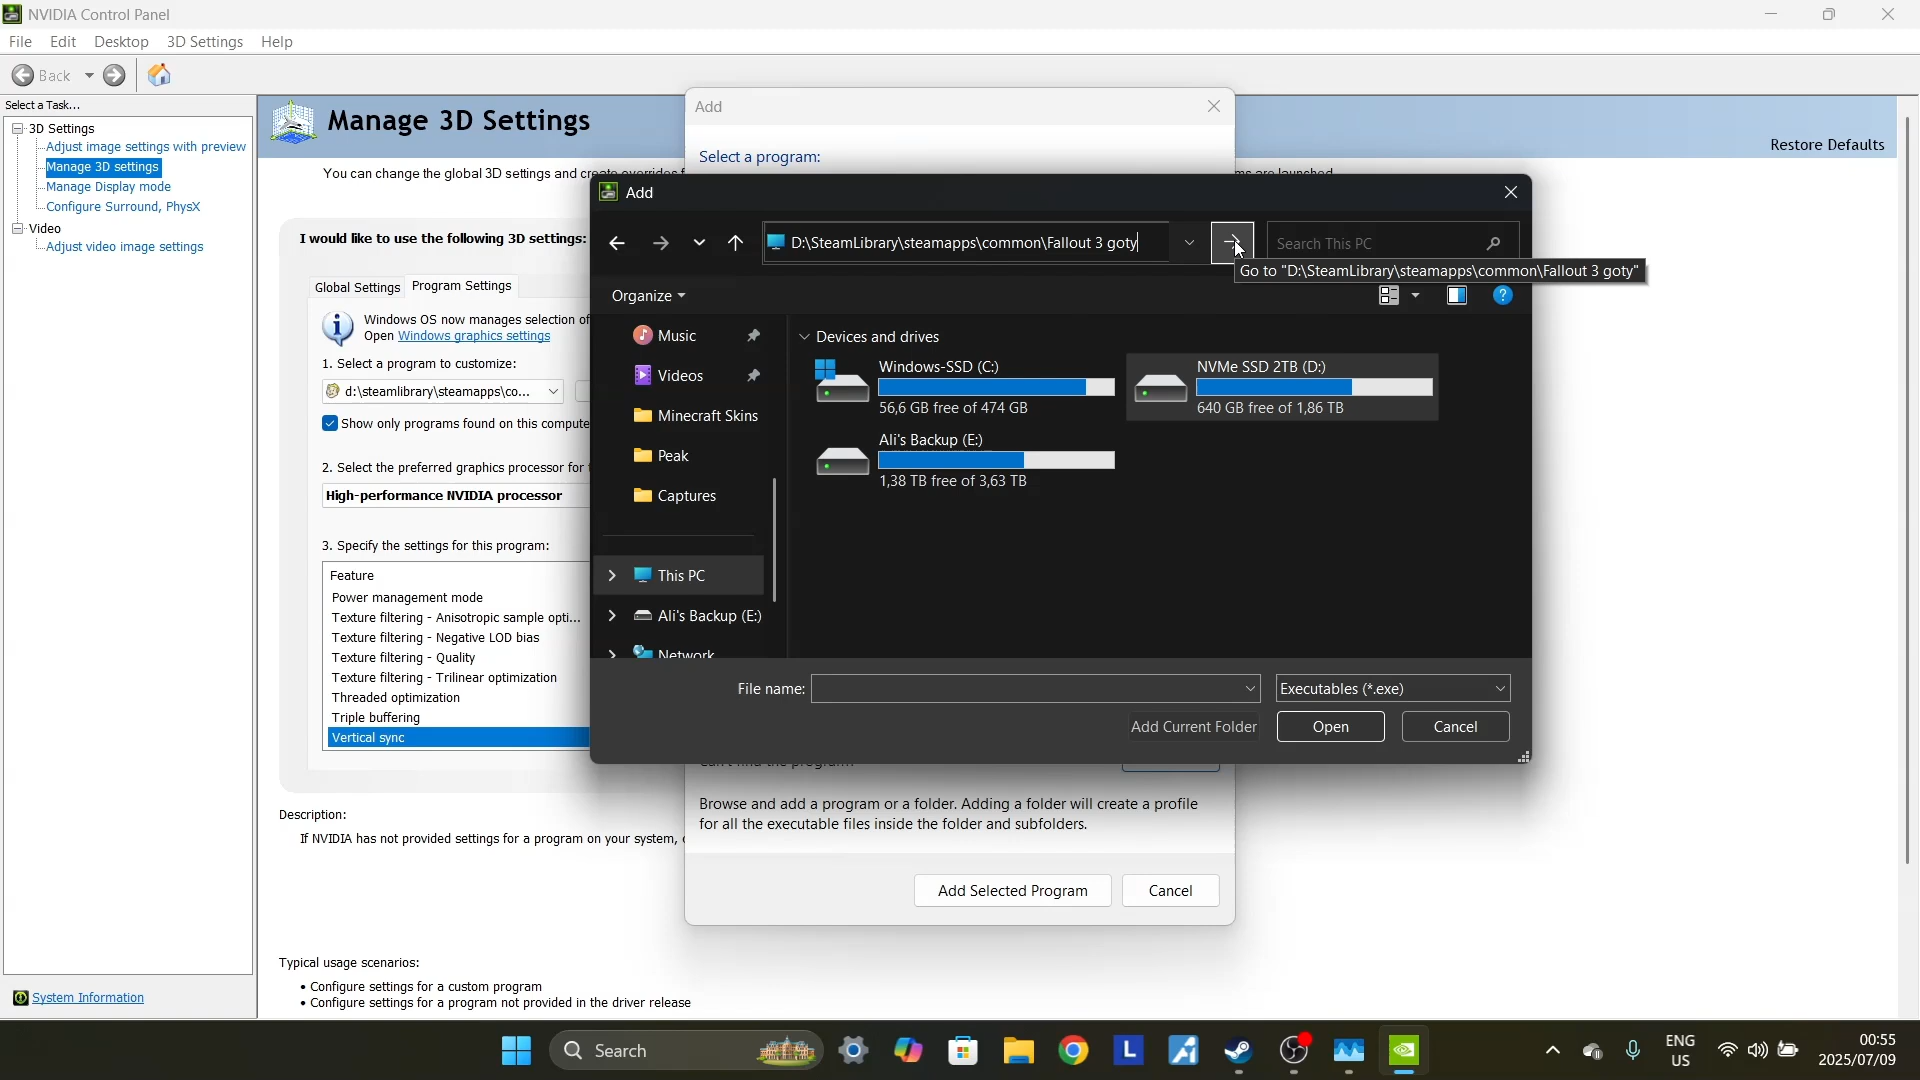 NVIDIA Control Panel
File Edit Desktop 3D Settings Help
Back
Select a Task...
3D Settings
Adjust image settings with preview
Manage 3D settings
Manage Display mode
Configure Surround, PhysX
Video
Adjust video image settings
System Information
Manage 3D Settings
Restore Defaults
You can change the global 3D settings and create overrides f
ms are launched.
I would like to use the following 3D settings:
Global Settings Program Settings
Windows OS now manages selection of
Open Windows graphics settings
1. Select a program to customize:
d:\steamlibrary\steamapps\co...
Show only programs found on this compute
2. Select the preferred graphics processor for
High-performance NVIDIA processor
3. Specify the settings for this program:
Feature
Power management mode
Texture filtering - Anisotropic sample opti...
Texture filtering - Negative LOD bias
Texture filtering - Quality
Texture filtering - Trilinear optimization
Threaded optimization
Triple buffering
Vertical sync
Description:
If NVIDIA has not provided settings for a program on your system,
Typical usage scenarios:
• Configure settings for a custom program
• Configure settings for a program not provided in the driver release
Add
Select a program:
Add
D:\SteamLibrary\steamapps\common\Fallout 3 goty
Search This PC
Go to "D:\SteamLibrary\steamapps\common\Fallout 3 goty"
Organize
Music
Videos
Minecraft Skins
Peak
Captures
This PC
Ali's Backup (E:)
Network
Devices and drives
Windows-SSD (C:)
56,6 GB free of 474 GB
NVMe SSD 2TB (D:)
640 GB free of 1,86 TB
Ali's Backup (E:)
1,38 TB free of 3,63 TB
File name:
Executables (*.exe)
Add Current Folder Open Cancel
Can't find the program?
Browse and add a program or a folder. Adding a folder will create a profile
for all the executable files inside the folder and subfolders.
Add Selected Program Cancel
Search
L
ENG
US
00:55
2025/07/09